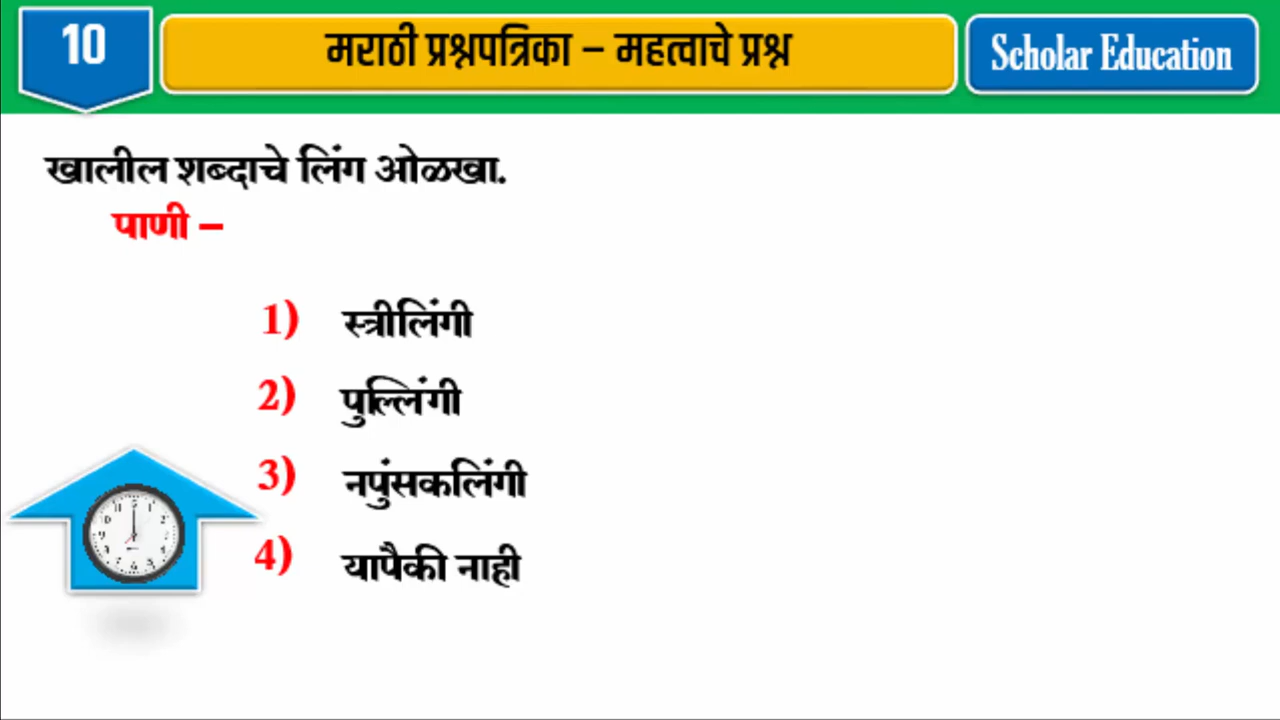 10
मराठी प्रश्नपत्रिका – महत्वाचे प्रश्न
Scholar Education
खालील शब्दाचे लिंग ओळखा.
पाणी –
1) स्त्रीलिंगी
2) पुल्लिंगी
3) नपुंसकलिंगी
4) यापैकी नाही